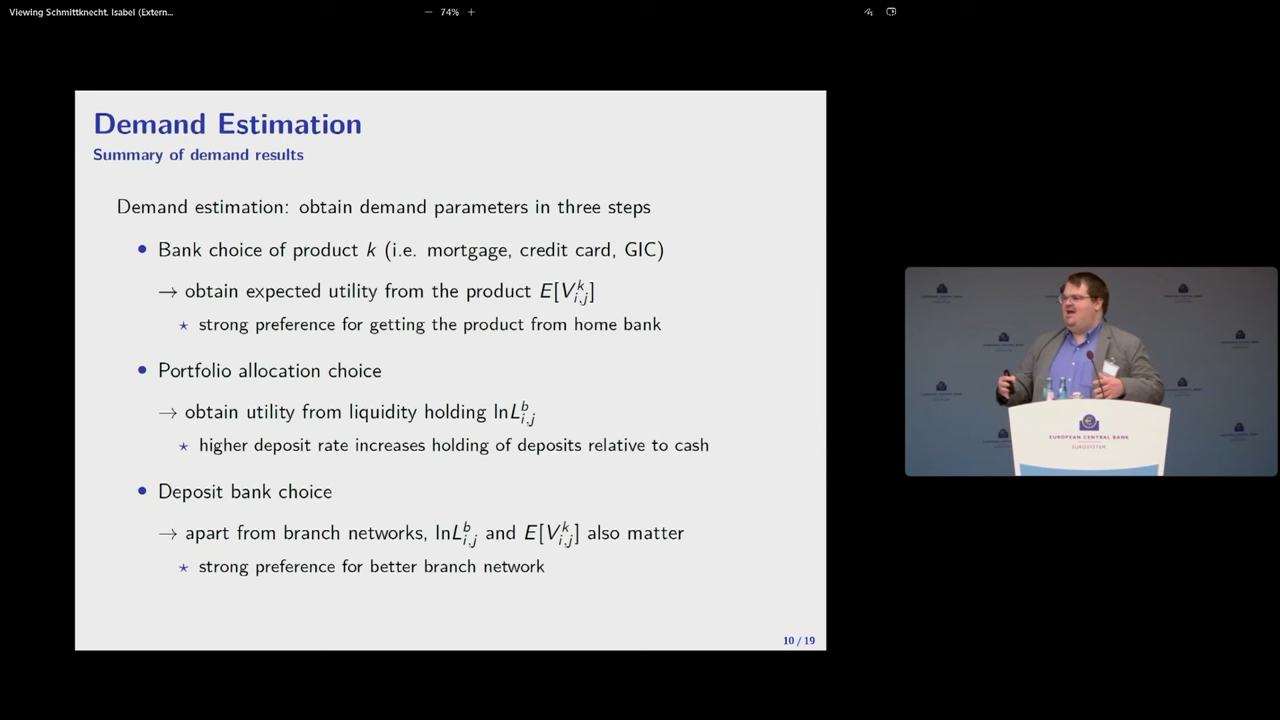 Viewing Schmittknecht, Isabel (Extern...
− 74% +
Demand Estimation
Summary of demand results
Demand estimation: obtain demand parameters in three steps
• Bank choice of product k (i.e. mortgage, credit card, GIC)
→ obtain expected utility from the product E[V^k_{i,j}]
⋆ strong preference for getting the product from home bank
• Portfolio allocation choice
→ obtain utility from liquidity holding lnL^b_{i,j}
⋆ higher deposit rate increases holding of deposits relative to cash
• Deposit bank choice
→ apart from branch networks, lnL^b_{i,j} and E[V^k_{i,j}] also matter
⋆ strong preference for better branch network
10 / 19
EUROPEAN CENTRAL BANK
EUROSYSTEM